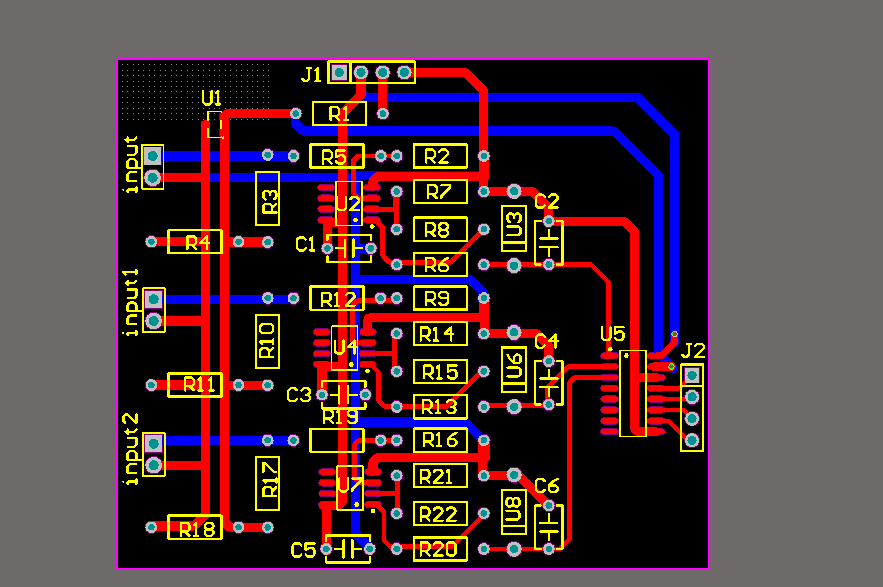 J1
U1
R1
input
R5
R2
R3
U2
R7
C2
U3
R8
R4
C1
R6
input1
R12
R9
R10
U4
R14
U5
C4
J2
R15
U6
R11
C3
R13
R19
input2
R16
R17
U7
R21
C6
U8
R22
R18
C5
R20